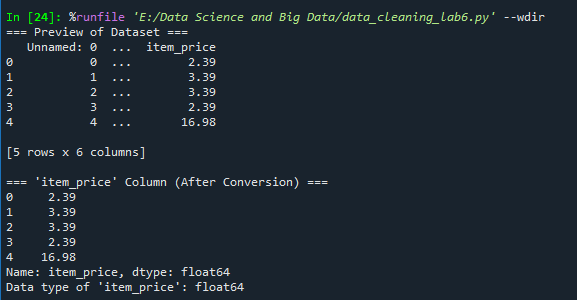 In [24]: %runfile 'E:/Data Science and Big Data/data_cleaning_lab6.py' --wdir
=== Preview of Dataset ===
   Unnamed: 0  ...  item_price
0           0  ...        2.39
1           1  ...        3.39
2           2  ...        3.39
3           3  ...        2.39
4           4  ...       16.98
[5 rows x 6 columns]
=== 'item_price' Column (After Conversion) ===
0     2.39
1     3.39
2     3.39
3     2.39
4    16.98
Name: item_price, dtype: float64
Data type of 'item_price': float64